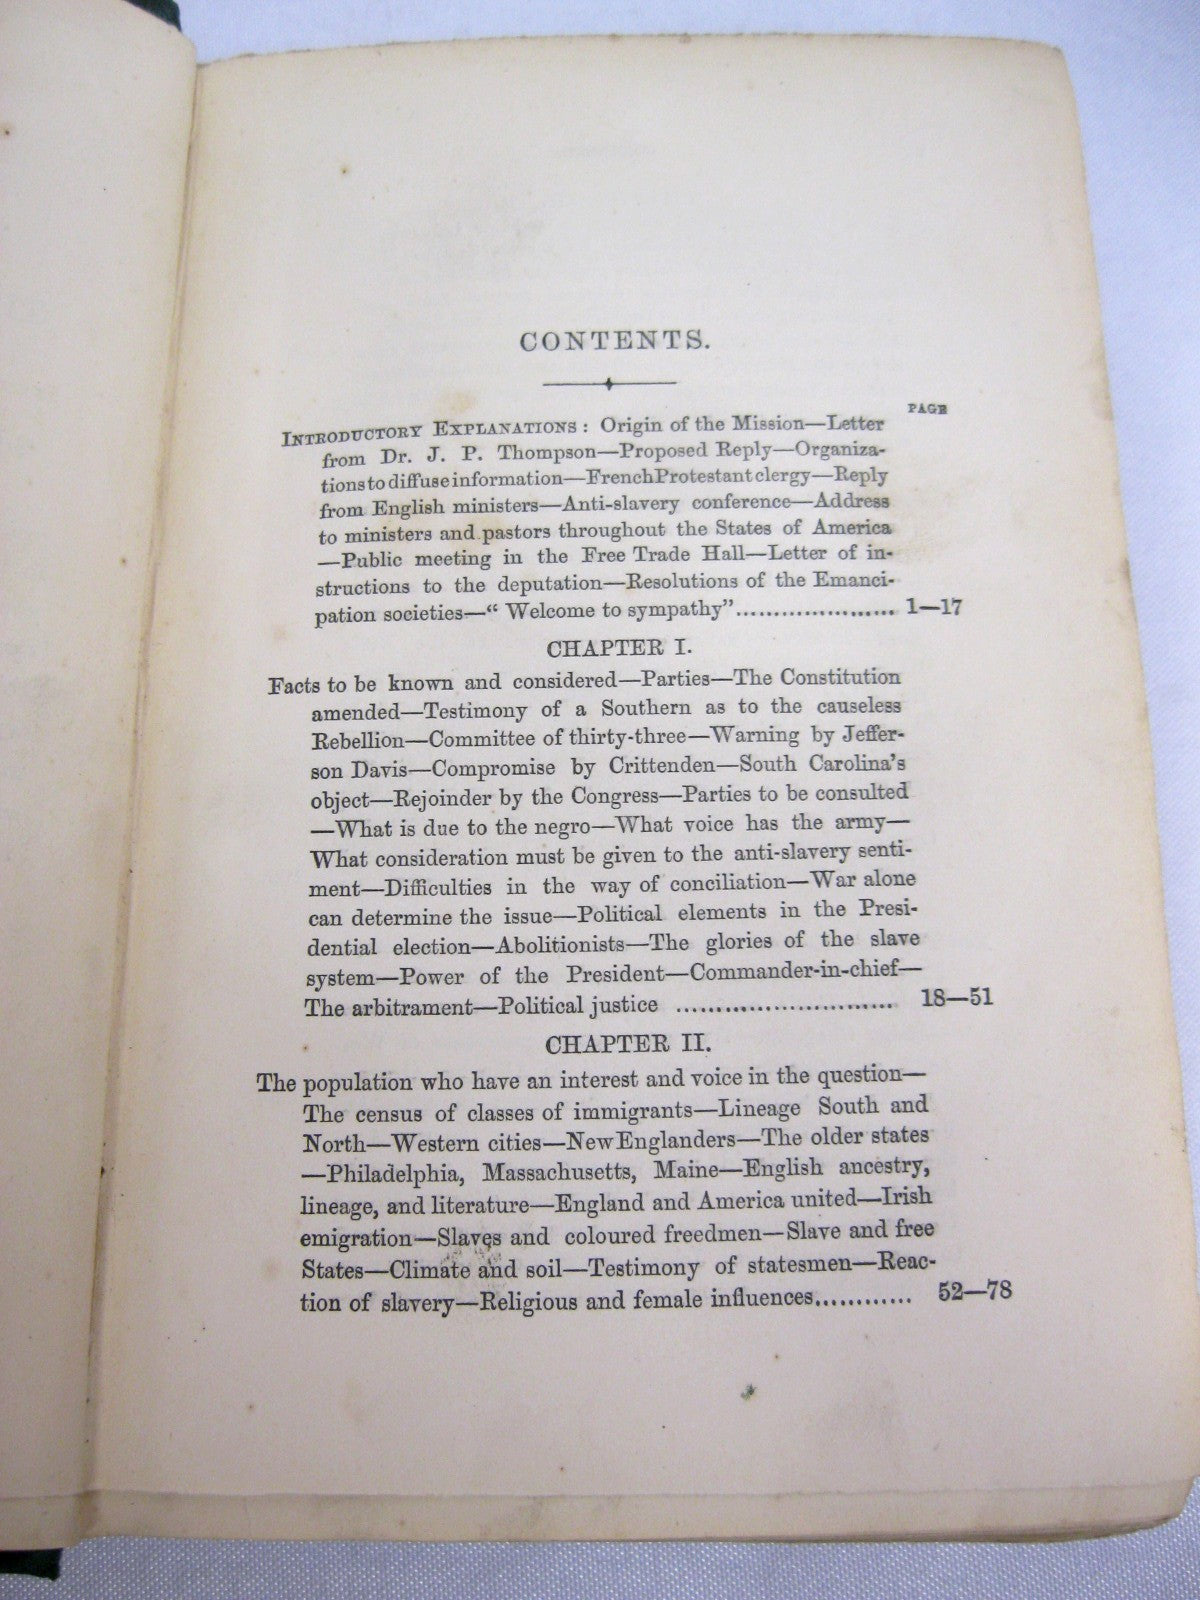 CONTENTS.
PAGE
INTRODUCTORY EXPLANATIONS: Origin of the Mission—Letter
from Dr. J. P. Thompson—Proposed Reply—Organiza-
tions to diffuse information—French Protestant clergy—Reply
from English ministers—Anti-slavery conference—Address
to ministers and pastors throughout the States of America
—Public meeting in the Free Trade Hall—Letter of in-
structions to the deputation—Resolutions of the Emanci-
pation societies—“ Welcome to sympathy”..................... 1—17
CHAPTER I.
Facts to be known and considered—Parties—The Constitution
amended—Testimony of a Southern as to the causeless
Rebellion—Committee of thirty-three—Warning by Jeffer-
son Davis—Compromise by Crittenden—South Carolina's
object—Rejoinder by the Congress—Parties to be consulted
—What is due to the negro—What voice has the army—
What consideration must be given to the anti-slavery senti-
ment—Difficulties in the way of conciliation—War alone
can determine the issue—Political elements in the Presi-
dential election—Abolitionists—The glories of the slave
system—Power of the President—Commander-in-chief—
The arbitrament—Political justice ........................... 18—51
CHAPTER II.
The population who have an interest and voice in the question—
The census of classes of immigrants—Lineage South and
North—Western cities—New Englanders—The older states
—Philadelphia, Massachusetts, Maine—English ancestry,
lineage, and literature—England and America united—Irish
emigration—Slaves and coloured freedmen—Slave and free
States—Climate and soil—Testimony of statesmen—Reac-
tion of slavery—Religious and female influences............ 52—78